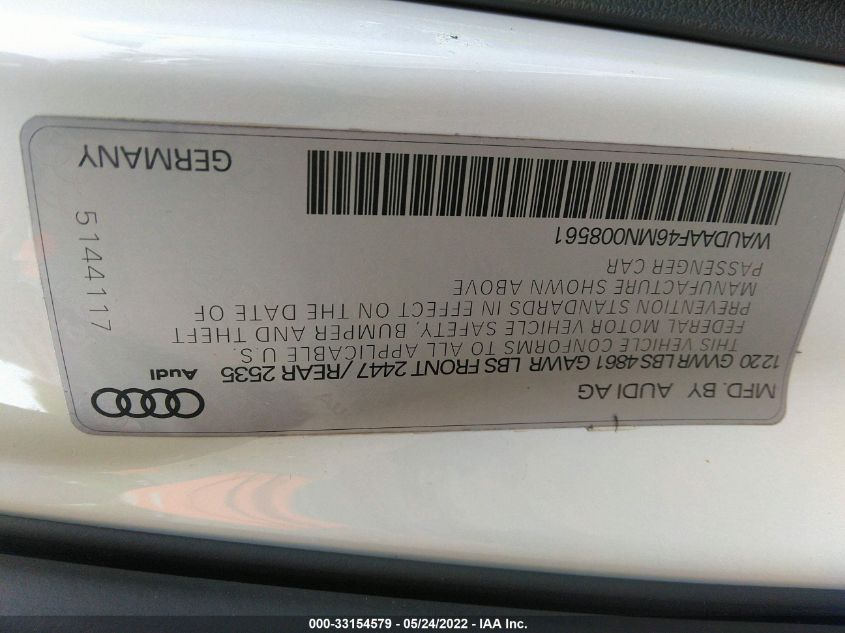 MFD. BY AUDI AG
Audi
1220 GVWR LBS 4861 GAWR LBS FRONT 2447 / REAR 2535
THIS VEHICLE CONFORMS TO ALL APPLICABLE U.S.
FEDERAL MOTOR VEHICLE SAFETY, BUMPER AND THEFT
PREVENTION STANDARDS IN EFFECT ON THE DATE OF
MANUFACTURE SHOWN ABOVE
PASSENGER CAR
WAUDAAF46MN008561
5144117
GERMANY
000-33154579 — 05/24/2022 — IAA Inc.